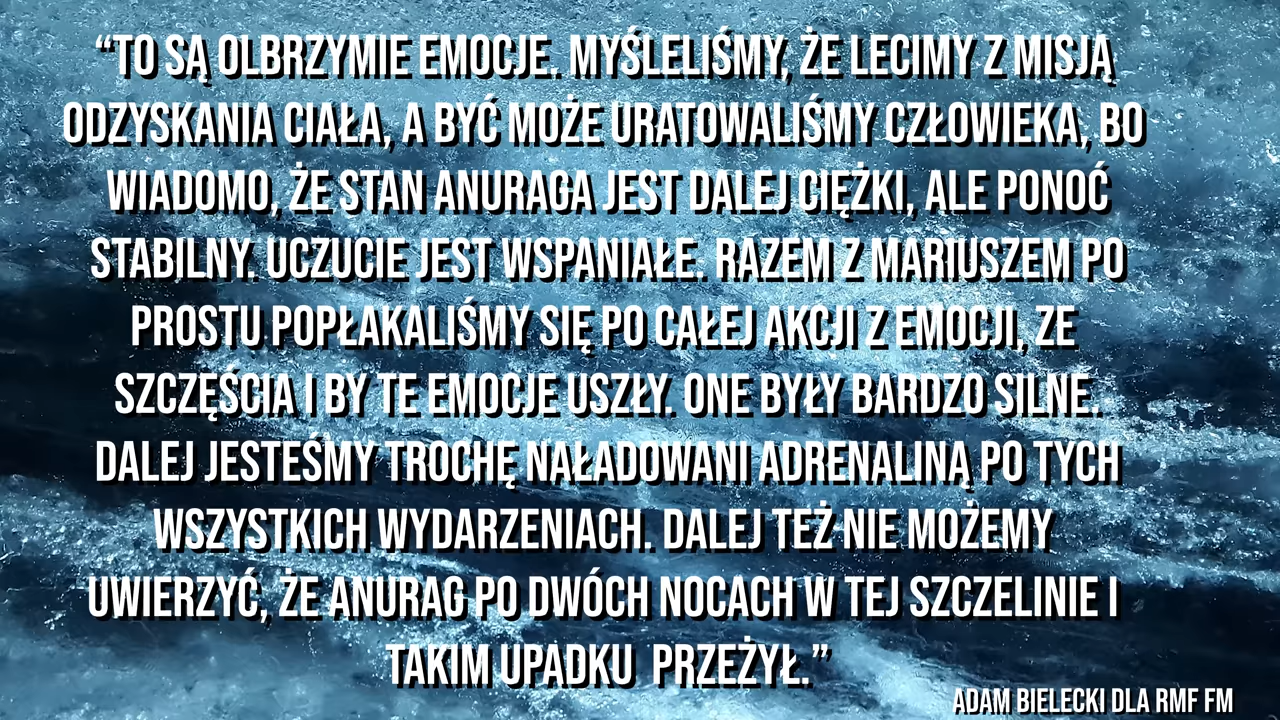 “TO SĄ OLBRZYMIE EMOCJE. MYŚLELIŚMY, ŻE LECIMY Z MISJĄ
ODZYSKANIA CIAŁA, A BYĆ MOŻE URATOWALIŚMY CZŁOWIEKA, BO
WIADOMO, ŻE STAN ANURAGA JEST DALEJ CIĘŻKI, ALE PONOĆ
STABILNY. UCZUCIE JEST WSPANIAŁE. RAZEM Z MARIUSZEM PO
PROSTU POPŁAKALIŚMY SIĘ PO CAŁEJ AKCJI Z EMOCJI, ZE
SZCZĘŚCIA I BY TE EMOCJE USZŁY. ONE BYŁY BARDZO SILNE.
DALEJ JESTEŚMY TROCHĘ NAŁADOWANI ADRENALINĄ PO TYCH
WSZYSTKICH WYDARZENIACH. DALEJ TEŻ NIE MOŻEMY
UWIERZYĆ, ŻE ANURAG PO DWÓCH NOCACH W TEJ SZCZELINIE I
TAKIM UPADKU  PRZEŻYŁ.”
ADAM BIELECKI DLA RMF FM